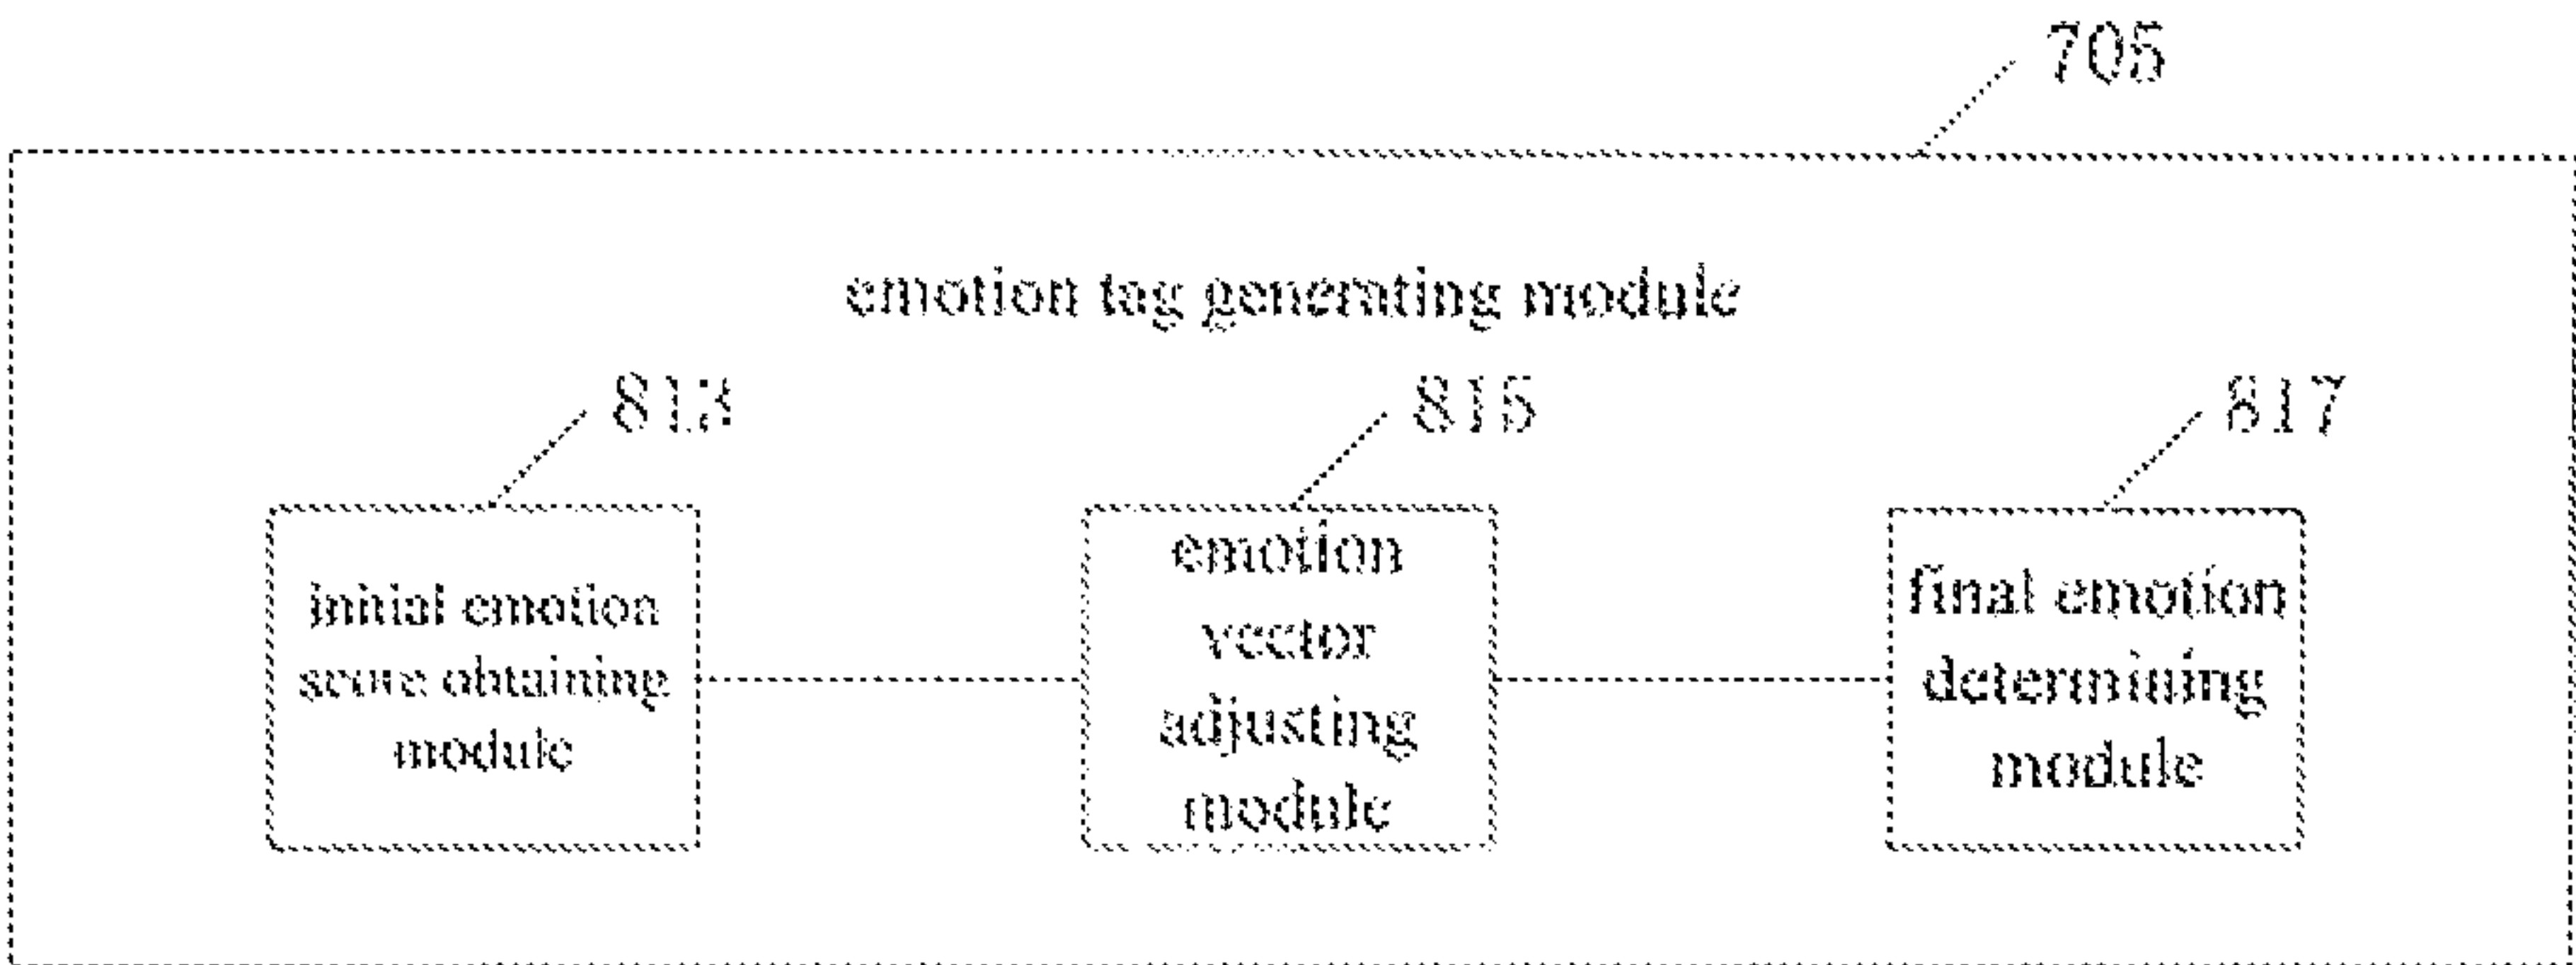 705
emotion tag generating module
813
815
817
initial emotion
score obtaining
module
emotion
vector
adjusting
module
final emotion
determining
module